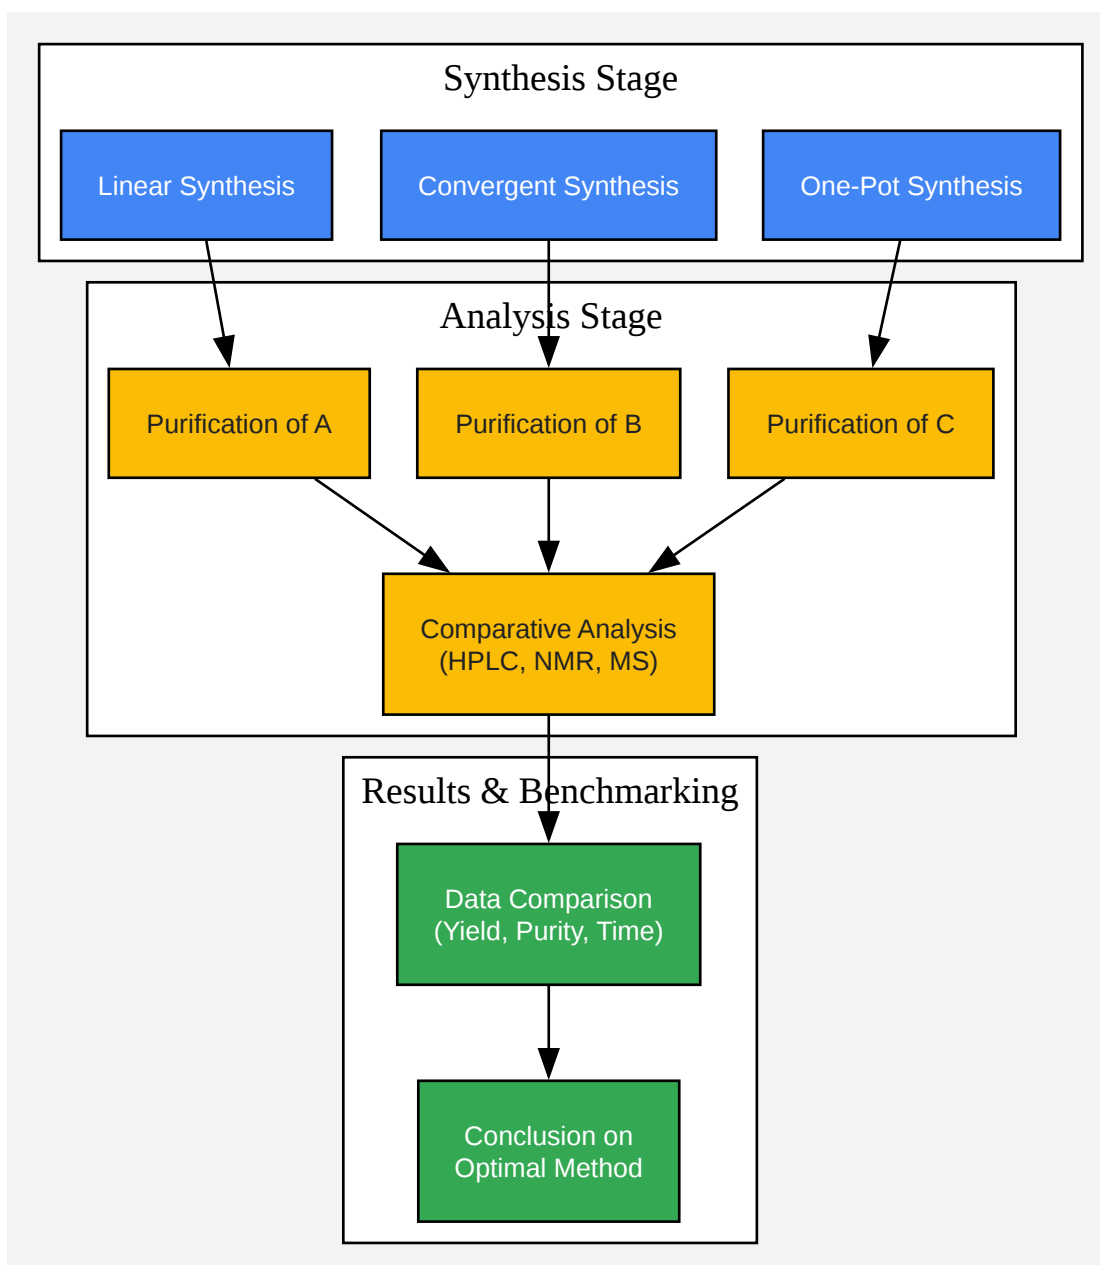 Synthesis Stage
Linear Synthesis
Convergent Synthesis
One-Pot Synthesis
Analysis Stage
Purification of A
Purification of B
Purification of C
Comparative Analysis
(HPLC, NMR, MS)
Results & Benchmarking
Data Comparison
(Yield, Purity, Time)
Conclusion on
Optimal Method